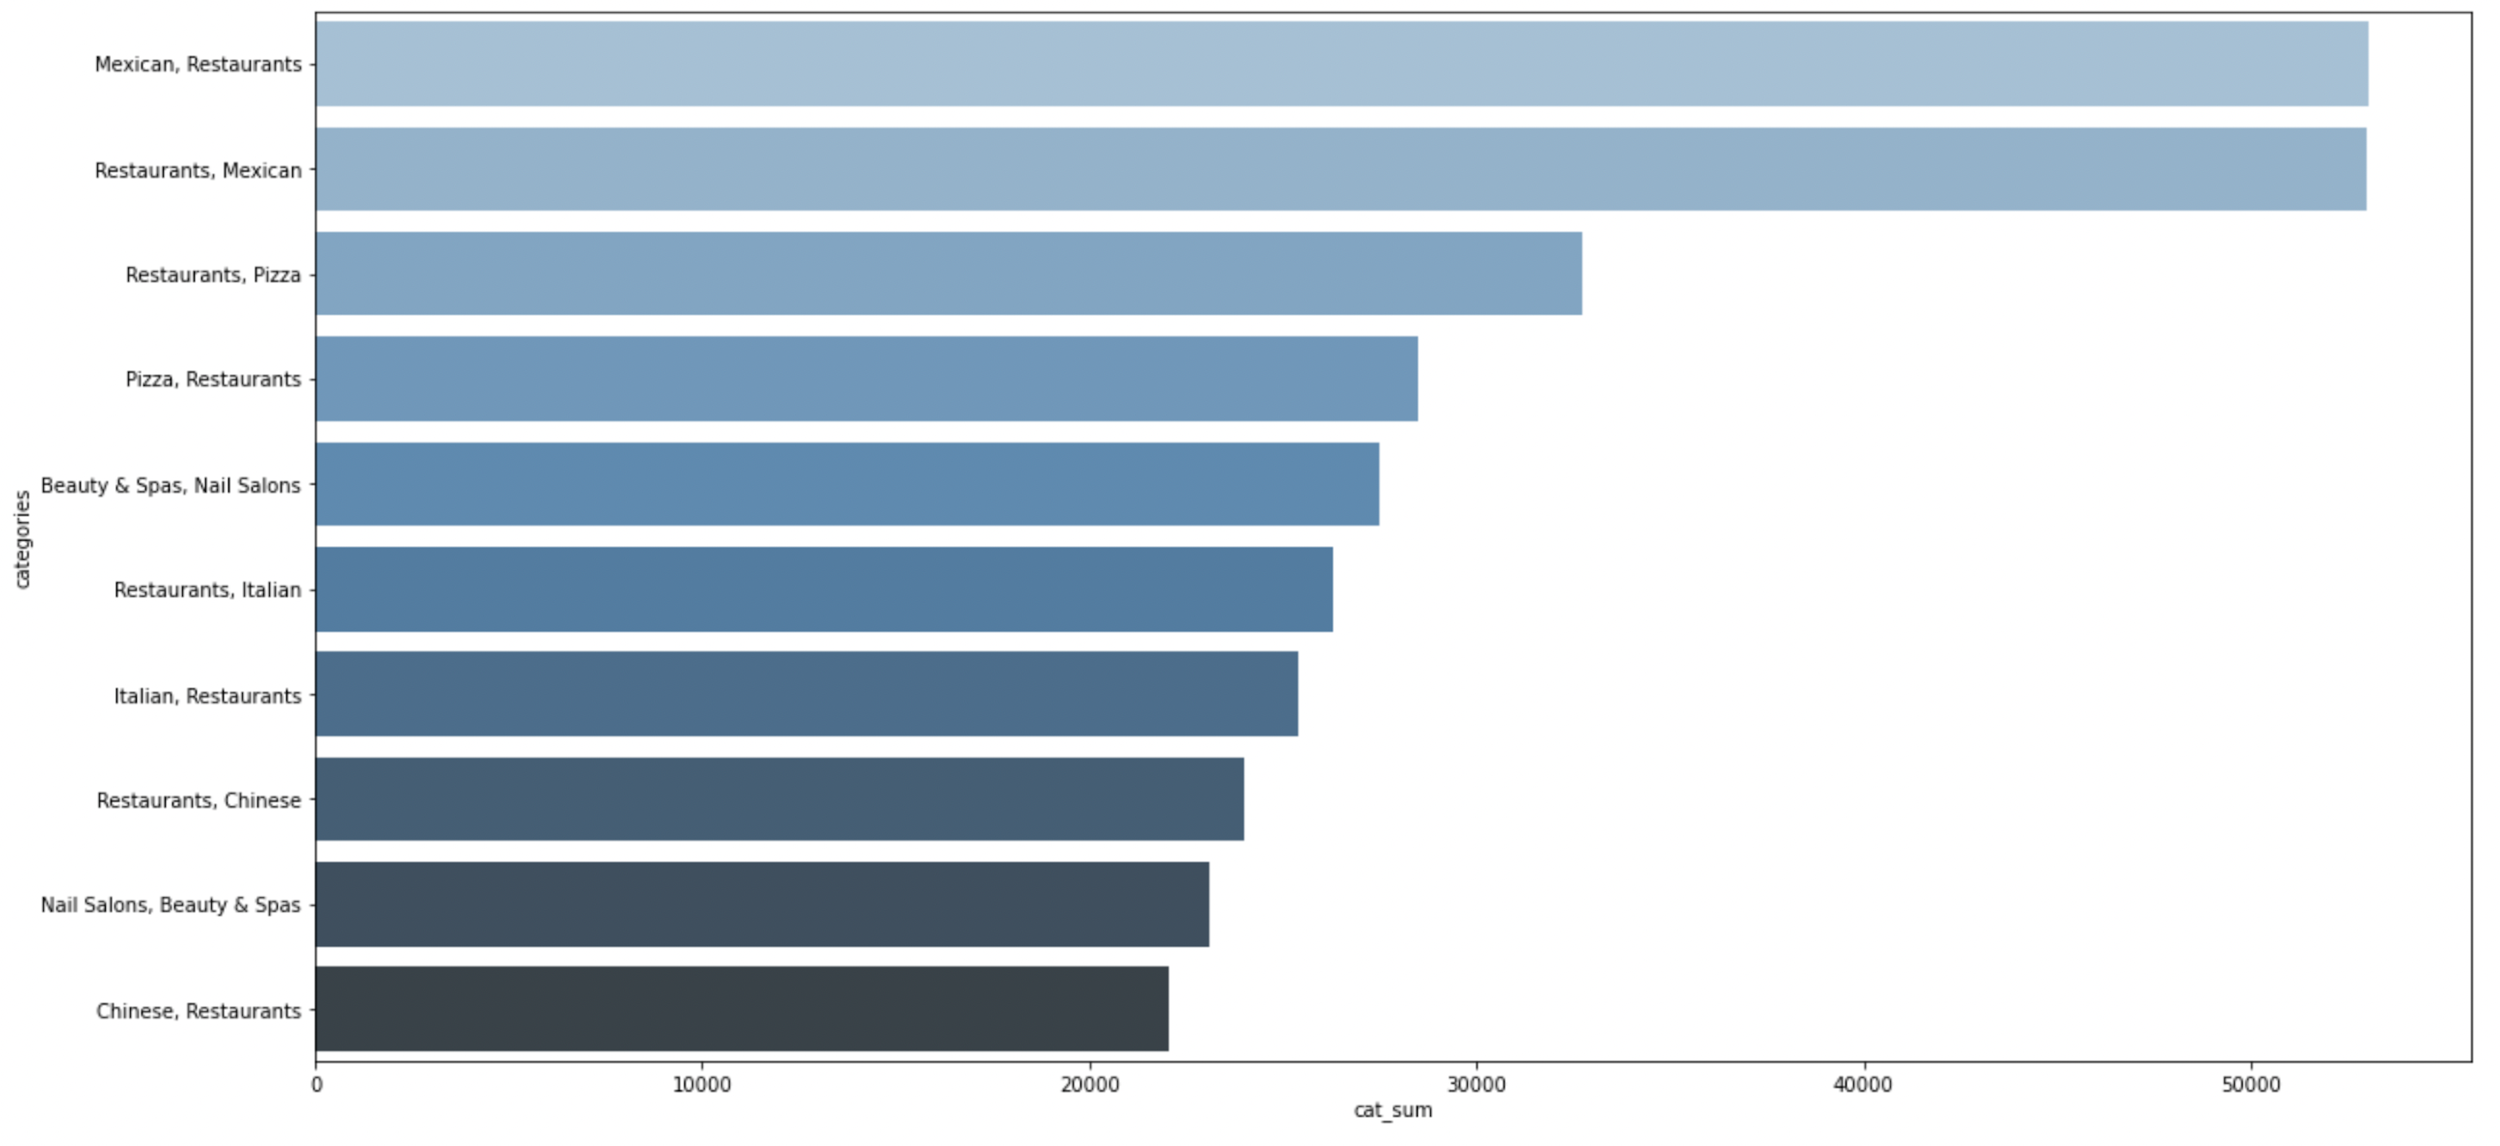 Mexican, Restaurants
Restaurants, Mexican
Restaurants, Pizza
Pizza, Restaurants
Beauty & Spas, Nail Salons
Restaurants, Italian
Italian, Restaurants
Restaurants, Chinese
Nail Salons, Beauty & Spas
Chinese, Restaurants
categories
0 10000 20000 30000 40000 50000
cat_sum